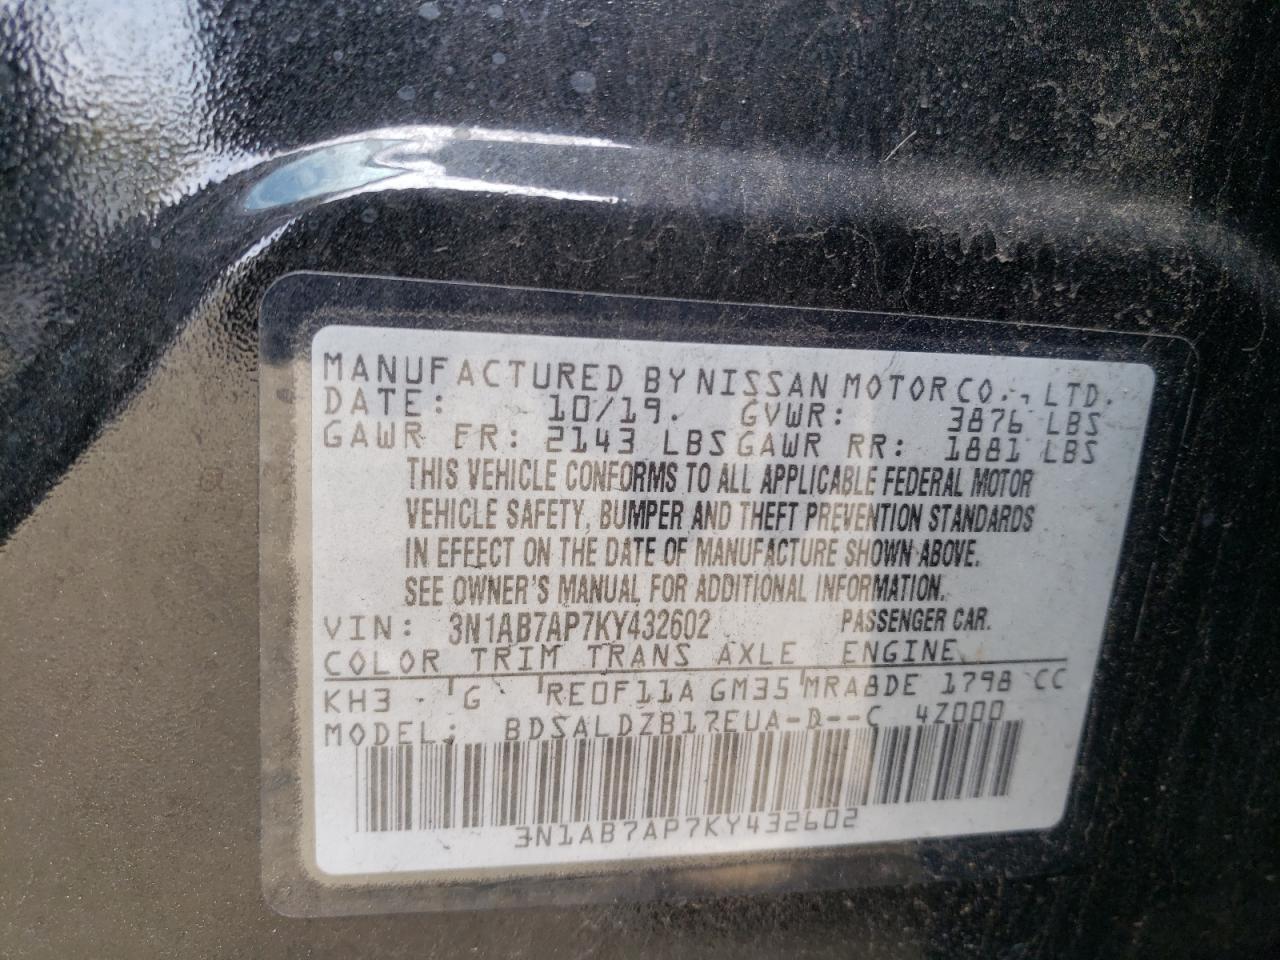 MANUFACTURED BY NISSAN MOTOR CO., LTD.
DATE: 10/19. GVWR: 3876 LBS
GAWR FR: 2143 LBS GAWR RR: 1881 LBS
THIS VEHICLE CONFORMS TO ALL APPLICABLE FEDERAL MOTOR
VEHICLE SAFETY, BUMPER AND THEFT PREVENTION STANDARDS
IN EFFECT ON THE DATE OF MANUFACTURE SHOWN ABOVE.
SEE OWNER'S MANUAL FOR ADDITIONAL INFORMATION.
VIN: 3N1AB7AP7KY432602 PASSENGER CAR.
COLOR TRIM TRANS AXLE ENGINE
KH3 G RE0F11A GM35 MRA8DE 1798 CC
MODEL: BDSALDZB17EUA-D--C 4Z000
3N1AB7AP7KY432602